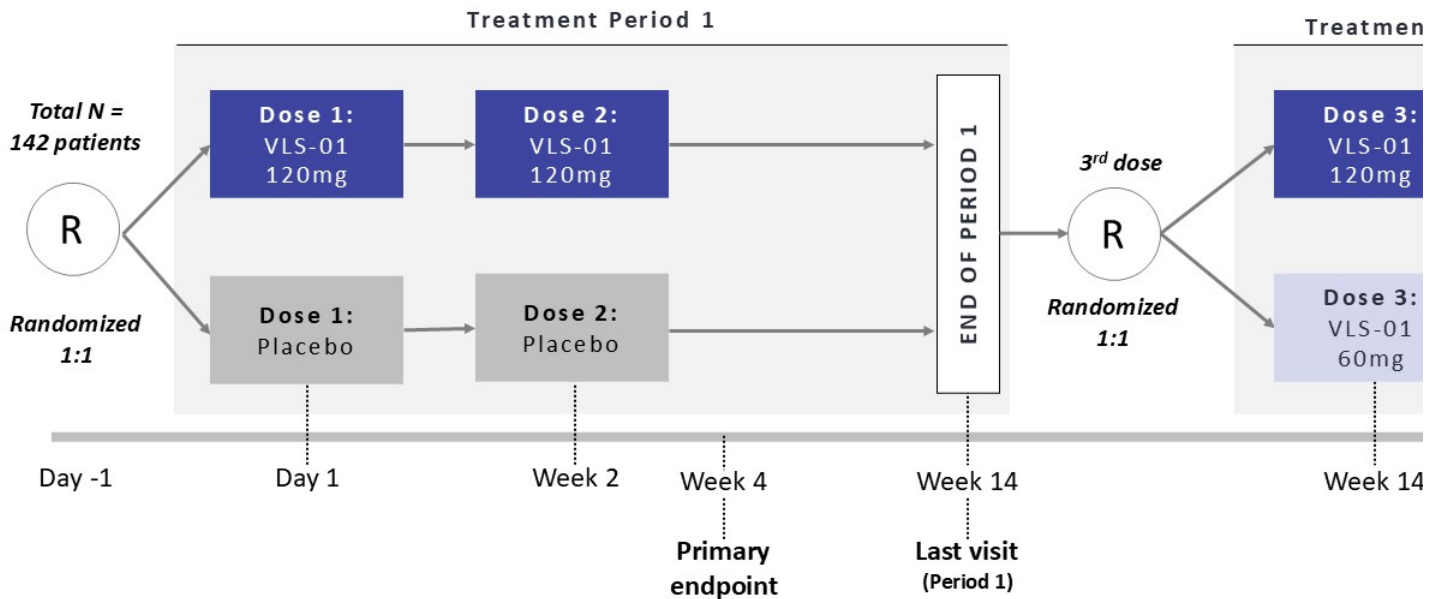 Treatment Period 1
Treatmen
Total N =
142 patients
R
Randomized
1:1
Dose 1:
VLS-01
120mg
Dose 2:
VLS-01
120mg
Dose 1:
Placebo
Dose 2:
Placebo
END OF PERIOD 1
3rd dose
R
Randomized
1:1
Dose 3:
VLS-01
120mg
Dose 3:
VLS-01
60mg
Day -1
Day 1
Week 2
Week 4
Week 14
Week 14
Primary
endpoint
Last visit
(Period 1)